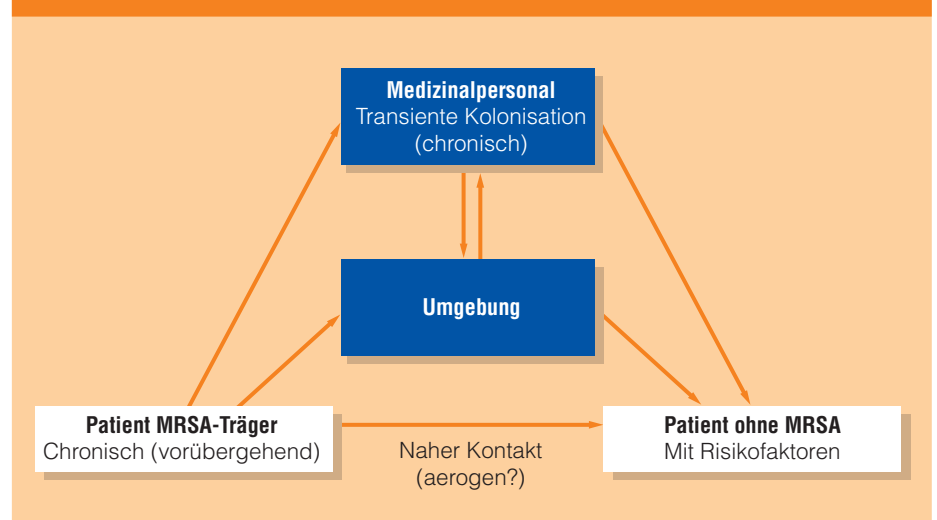 Medizinalpersonal
Transiente Kolonisation
(chronisch)
Umgebung
Patient MRSA-Träger
Chronisch (vorübergehend)
Naher Kontakt
(aerogen?)
Patient ohne MRSA
Mit Risikofaktoren